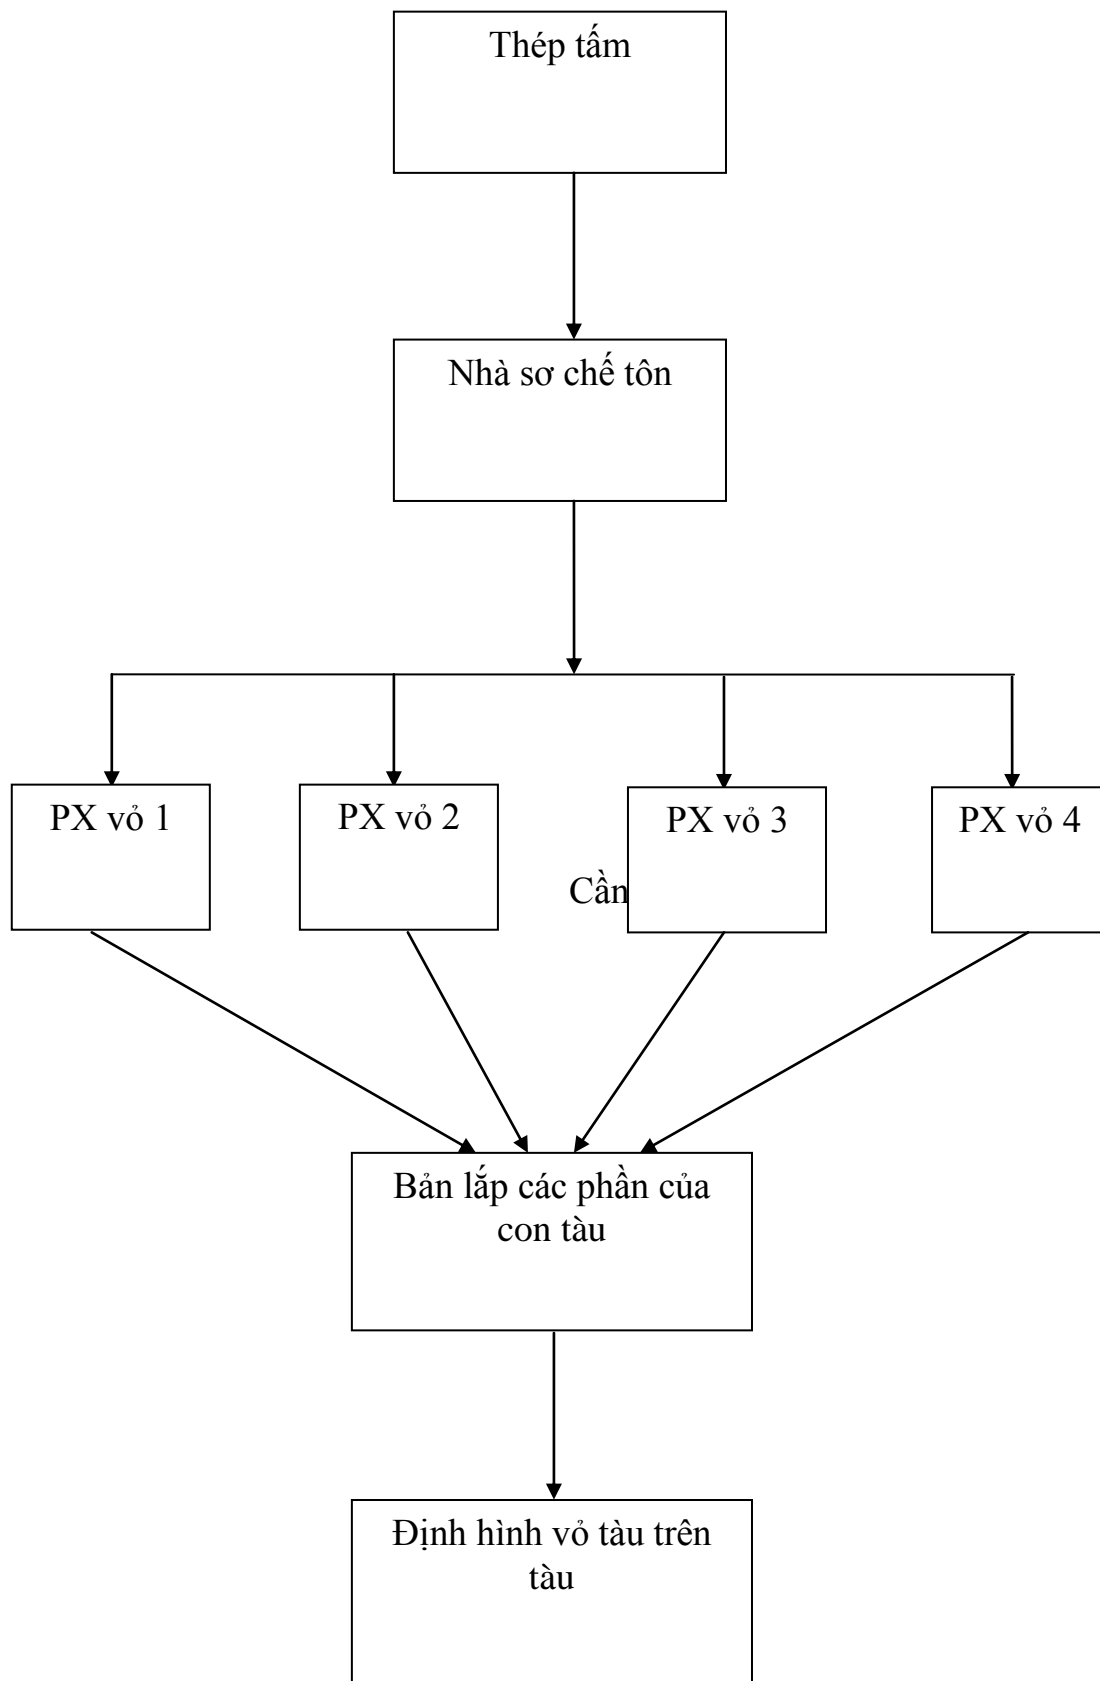 Thép tấm
Nhà sơ chế tôn
PX vỏ 1
PX vỏ 2
PX vỏ 3
PX vỏ 4
Cần
Bản lắp các phần của
con tàu
Định hình vỏ tàu trên
tàu